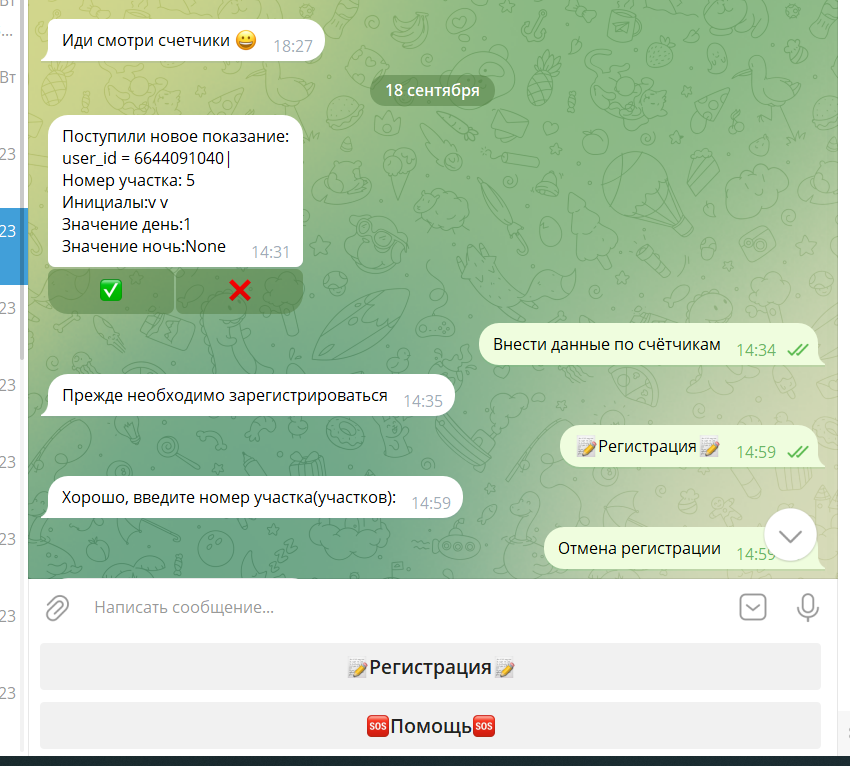 Вт
Иди смотри счетчики 😀 18:27
...
Вт
18 сентября
Поступили новое показание:
user_id = 6644091040|
Номер участка: 5
Инициалы:v v
Значение день:1
Значение ночь:None 14:31
✅ ❌
23
23
23
23
23
23
23
23
Внести данные по счётчикам 14:34
Прежде необходимо зарегистрироваться 14:35
📝Регистрация📝 14:59
Хорошо, введите номер участка(участков): 14:59
Отмена регистрации 14:59
Написать сообщение...
📝Регистрация📝
🆘Помощь🆘